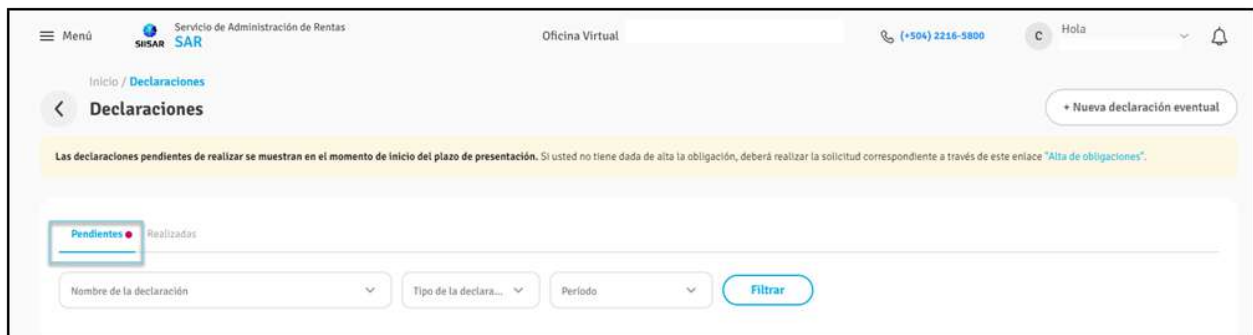 Menú
SIISAR
Servicio de Administración de Rentas
SAR
Oficina Virtual
(+504) 2216-5800
C
Hola
Inicio / Declaraciones
Declaraciones
+ Nueva declaración eventual
Las declaraciones pendientes de realizar se muestran en el momento de inicio del plazo de presentación. Si usted no tiene dada de alta la obligación, deberá realizar la solicitud correspondiente a través de este enlace "Alta de obligaciones".
Pendientes
Realizadas
Nombre de la declaración
Tipo de la declara...
Período
Filtrar